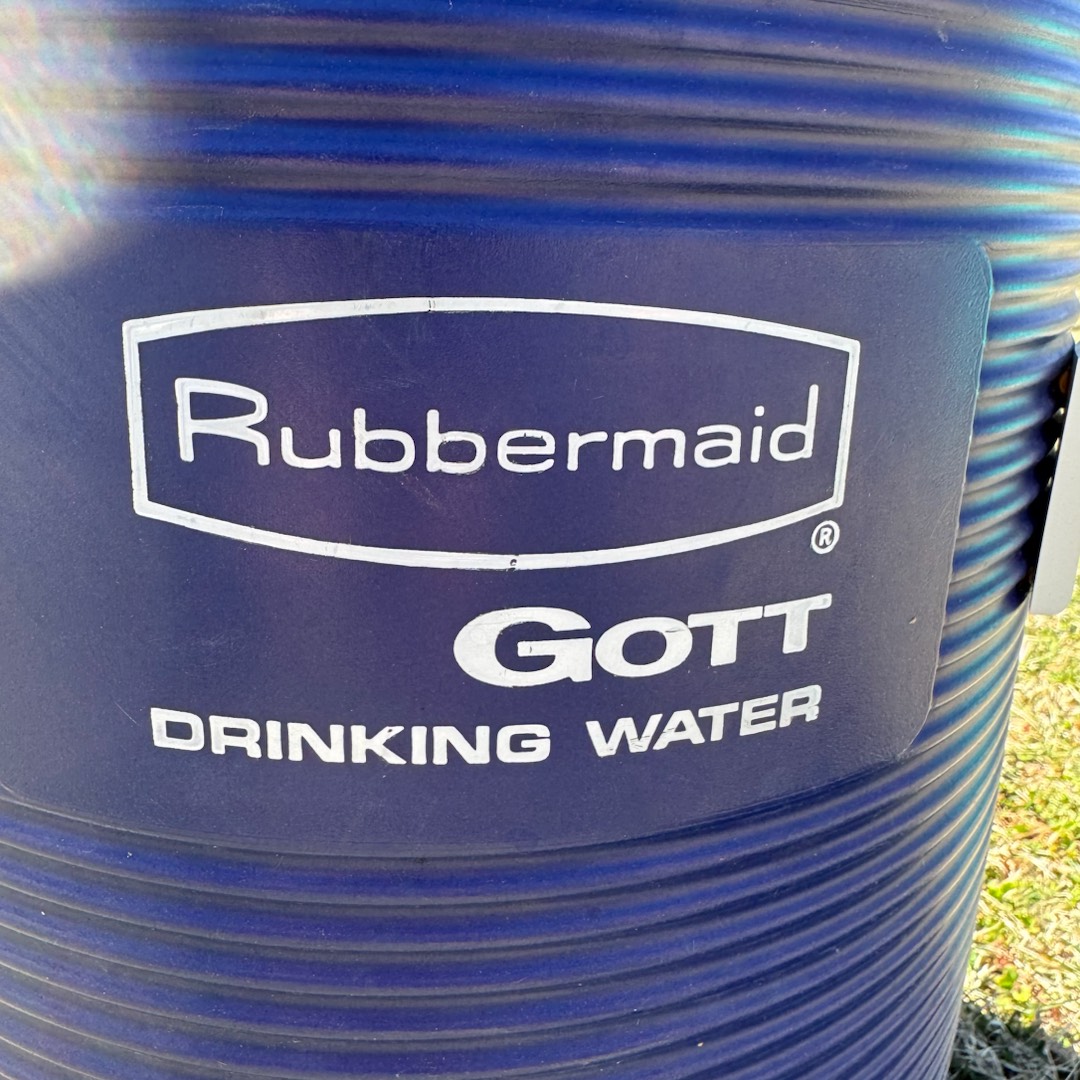 Rubbermaid
®
GOTT
DRINKING WATER